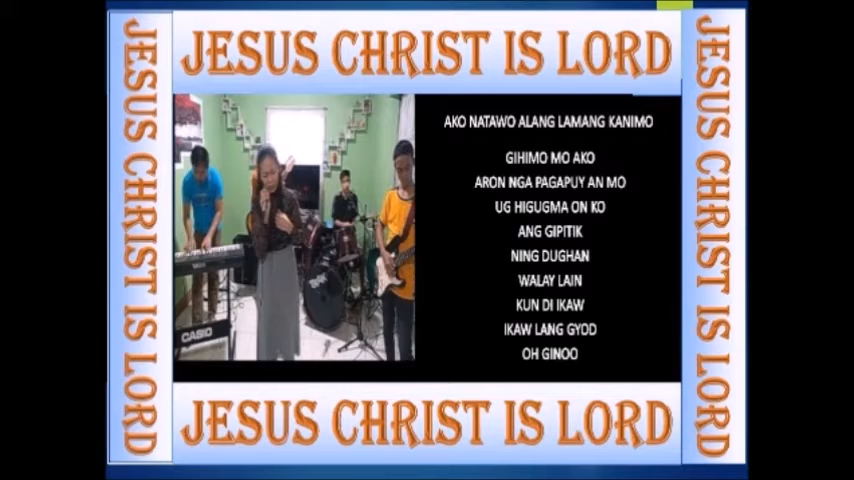 JESUS CHRIST IS LORD
JESUS CHRIST IS LORD
JESUS CHRIST IS LORD
AKO NATAWO ALANG LAMANG KANIMO
GIHIMO MO AKO
ARON NGA PAGAPUY AN MO
UG HIGUGMA ON KO
ANG GIPITIK
NING DUGHAN
WALAY LAIN
KUN DI IKAW
IKAW LANG GYOD
OH GINOO
CASIO
JESUS CHRIST IS LORD